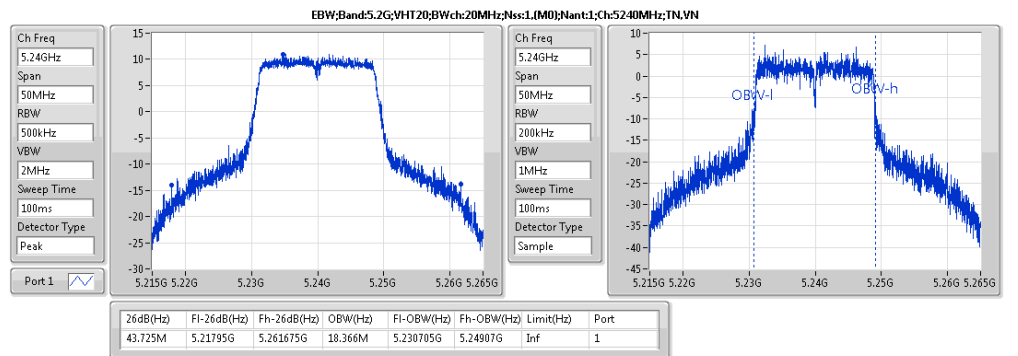 EBW;Band:5.2G;VHT20;BWch:20MHz;Nss:1,(M0);Nant:1;Ch:5240MHz;TN,VN
Ch Freq
5.24GHz
Span
50MHz
RBW
500kHz
VBW
2MHz
Sweep Time
100ms
Detector Type
Peak
Port 1
15
10
5
0
-5
-10
-15
-20
-25
-30
5.215G 5.22G 5.23G 5.24G 5.25G 5.26G 5.265G
Ch Freq
5.24GHz
Span
50MHz
RBW
200kHz
VBW
1MHz
Sweep Time
100ms
Detector Type
Sample
10
5
0
-5
-10
-15
-20
-25
-30
-35
-40
-45
OBW-l
OBW-h
5.215G 5.22G 5.23G 5.24G 5.25G 5.26G 5.265G
26dB(Hz) Fl-26dB(Hz) Fh-26dB(Hz) OBW(Hz) Fl-OBW(Hz) Fh-OBW(Hz) Limit(Hz) Port
43.725M 5.21795G 5.261675G 18.366M 5.230705G 5.24907G Inf 1